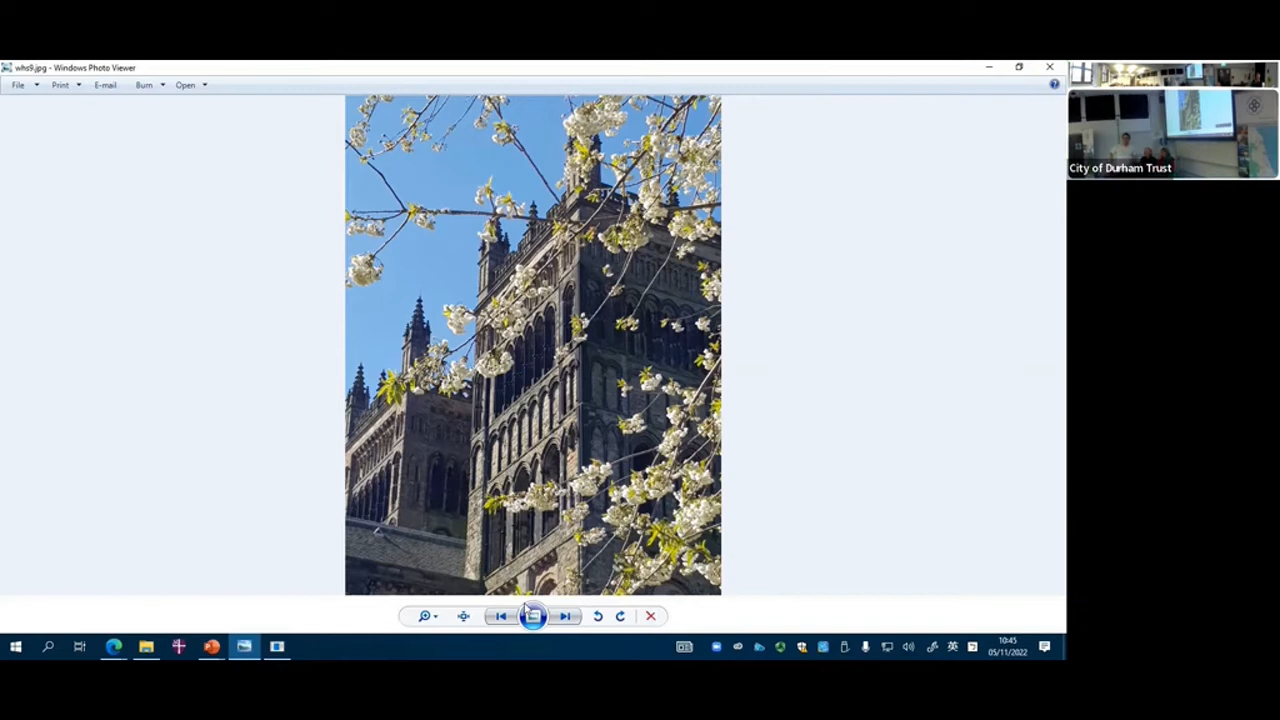 whs9.jpg - Windows Photo Viewer
File Print E-mail Burn Open
City of Durham Trust
英
10:45
05/11/2022